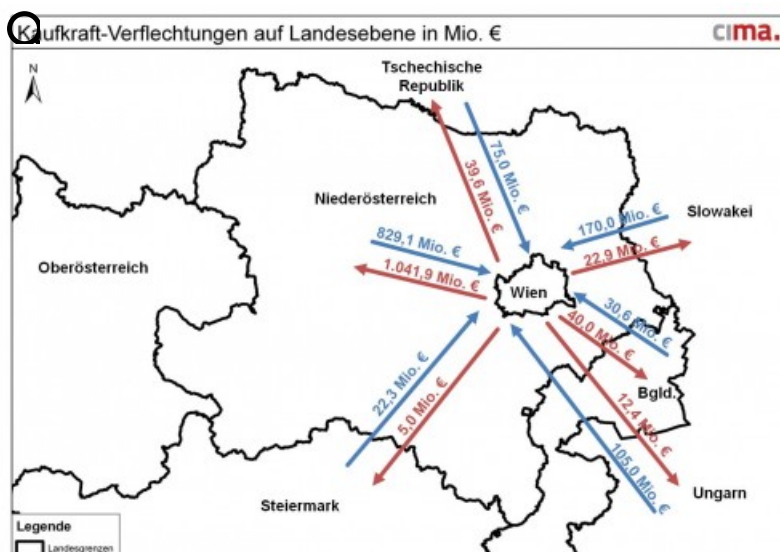 Kaufkraft-Verflechtungen auf Landesebene in Mio. €
cima.
N
Tschechische
Republik
75,0 Mio. €
39,6 Mio. €
Niederösterreich
170,0 Mio. €
Slowakei
829,1 Mio. €
22,9 Mio. €
Oberösterreich
1.041,9 Mio. €
Wien
30,6 Mio. €
40,0 Mio. €
22,3 Mio. €
5,0 Mio. €
Bgld.
12,4 Mio. €
105,0 Mio. €
Steiermark
Ungarn
Legende
Landesgrenzen